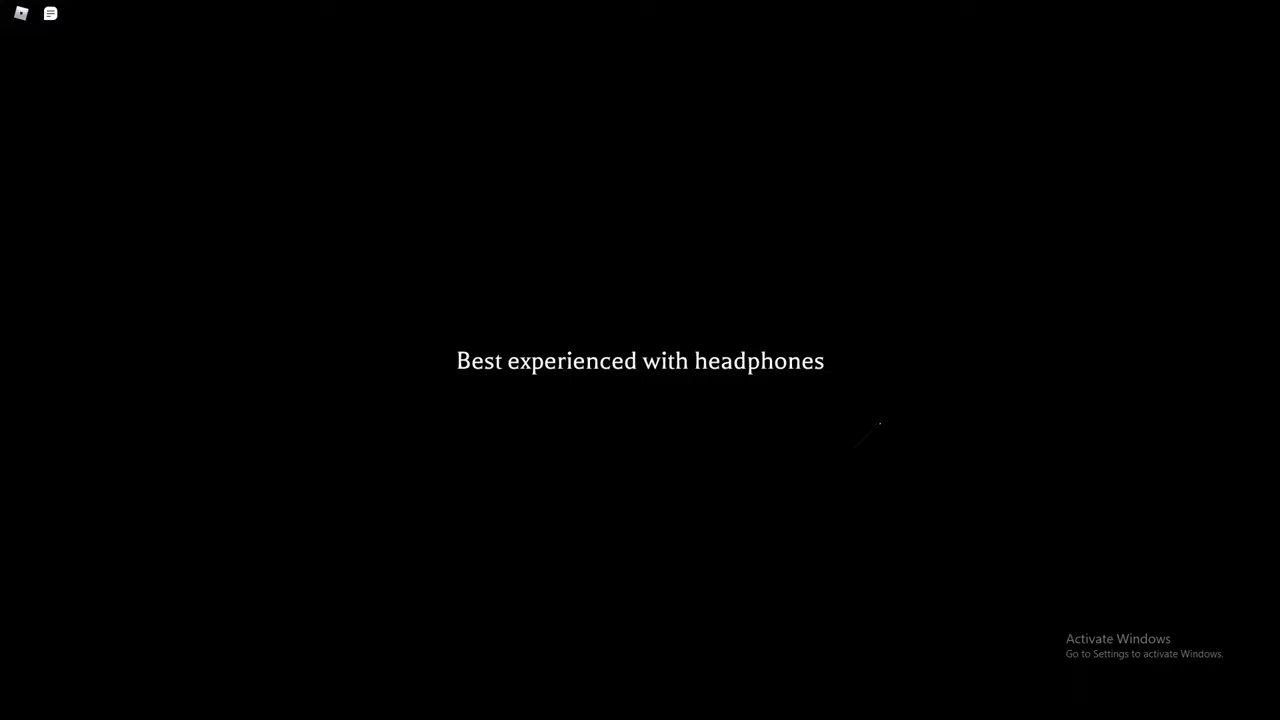 Best experienced with headphones
Activate Windows
Go to Settings to activate Windows.